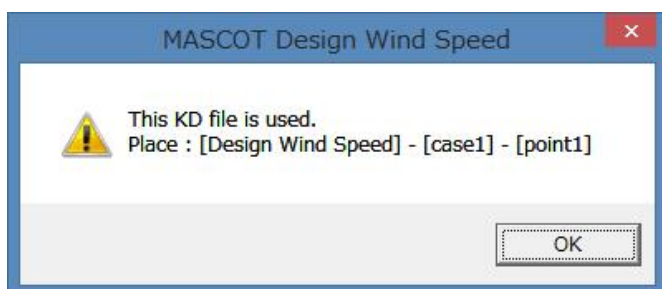 MASCOT Design Wind Speed
This KD file is used.
Place : [Design Wind Speed] - [case1] - [point1]
OK